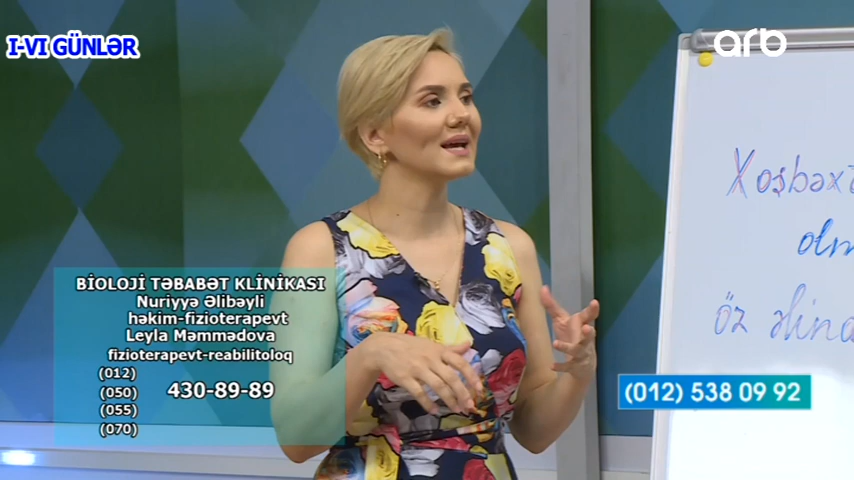 I-VI GÜNLƏR
arb
BİOLOJİ TƏBABƏT KLİNİKASI
Nuriyyə Əlibəyli
həkim-fizioterapevt
Leyla Məmmədova
fizioterapevt-reabilitoloq
(012)
(050) 430-89-89
(055)
(070)
(012) 538 09 92
öz